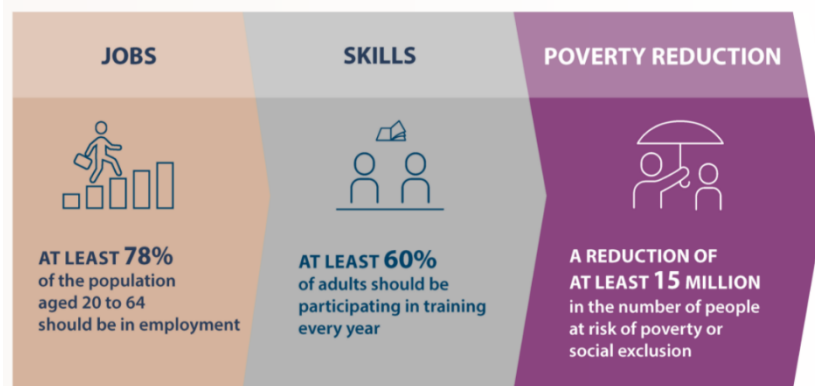 JOBS
AT LEAST 78%
of the population
aged 20 to 64
should be in employment
SKILLS
AT LEAST 60%
of adults should be
participating in training
every year
POVERTY REDUCTION
A REDUCTION OF
AT LEAST 15 MILLION
in the number of people
at risk of poverty or
social exclusion